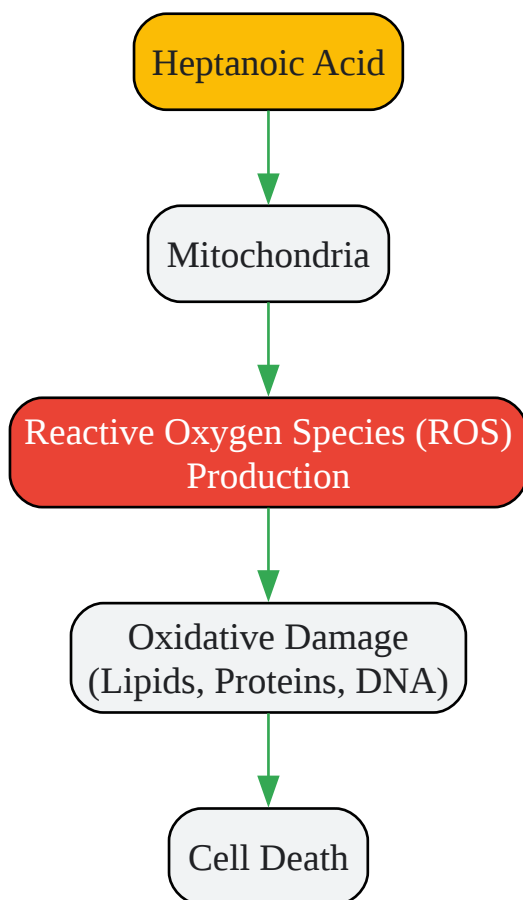 Heptanoic Acid
Mitochondria
Reactive Oxygen Species (ROS)
Production
Oxidative Damage
(Lipids, Proteins, DNA)
Cell Death